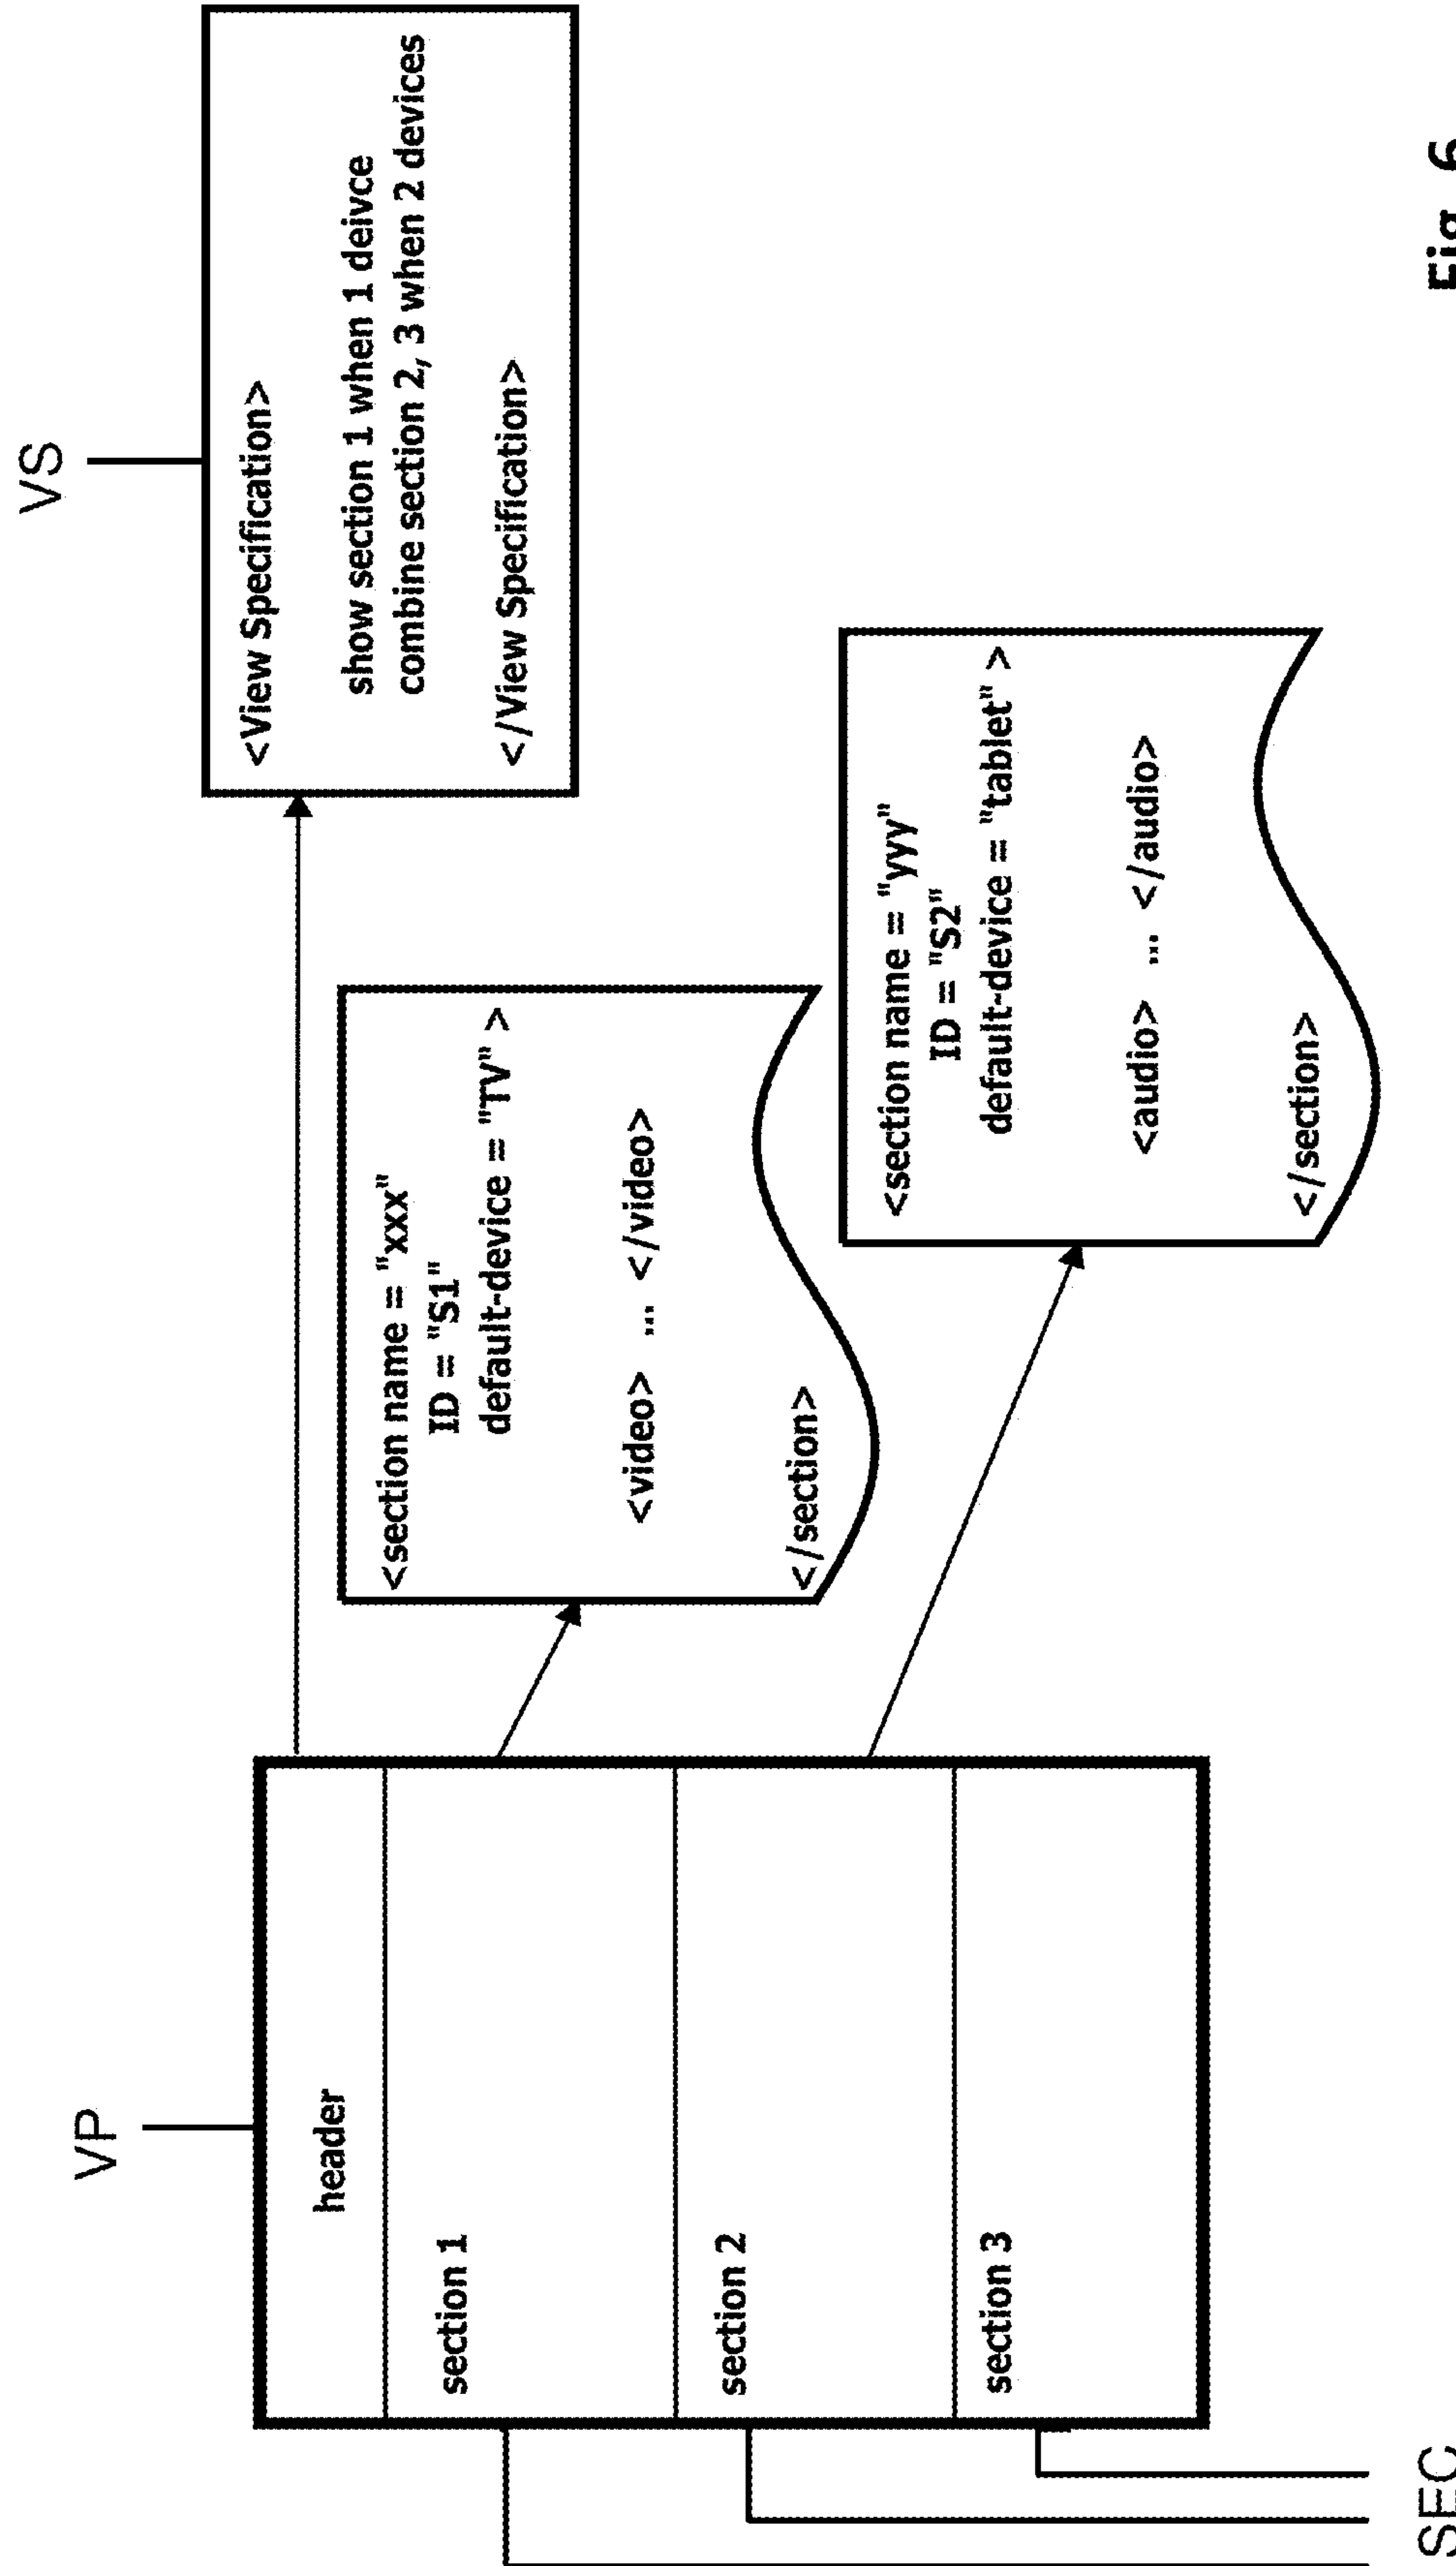 VP
header
section 1
section 2
section 3
SEC
VS
<View Specification>
show section 1 when 1 deivce
combine section 2, 3 when 2 devices
</View Specification>
<section name = "xxx"
ID = "S1"
default-device = "TV" >
<video> ... </video>
</section>
<section name = "yyy"
ID = "S2"
default-device = "tablet" >
<audio> ... </audio>
</section>
Fig. 6